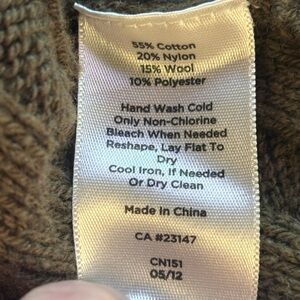 55% Cotton
20% Nylon
15% Wool
10% Polyester
Hand Wash Cold
Only Non-Chlorine
Bleach When Needed
Reshape, Lay Flat To
Dry
Cool Iron, If Needed
Or Dry Clean
Made In China
CA #23147
CN151
05/12